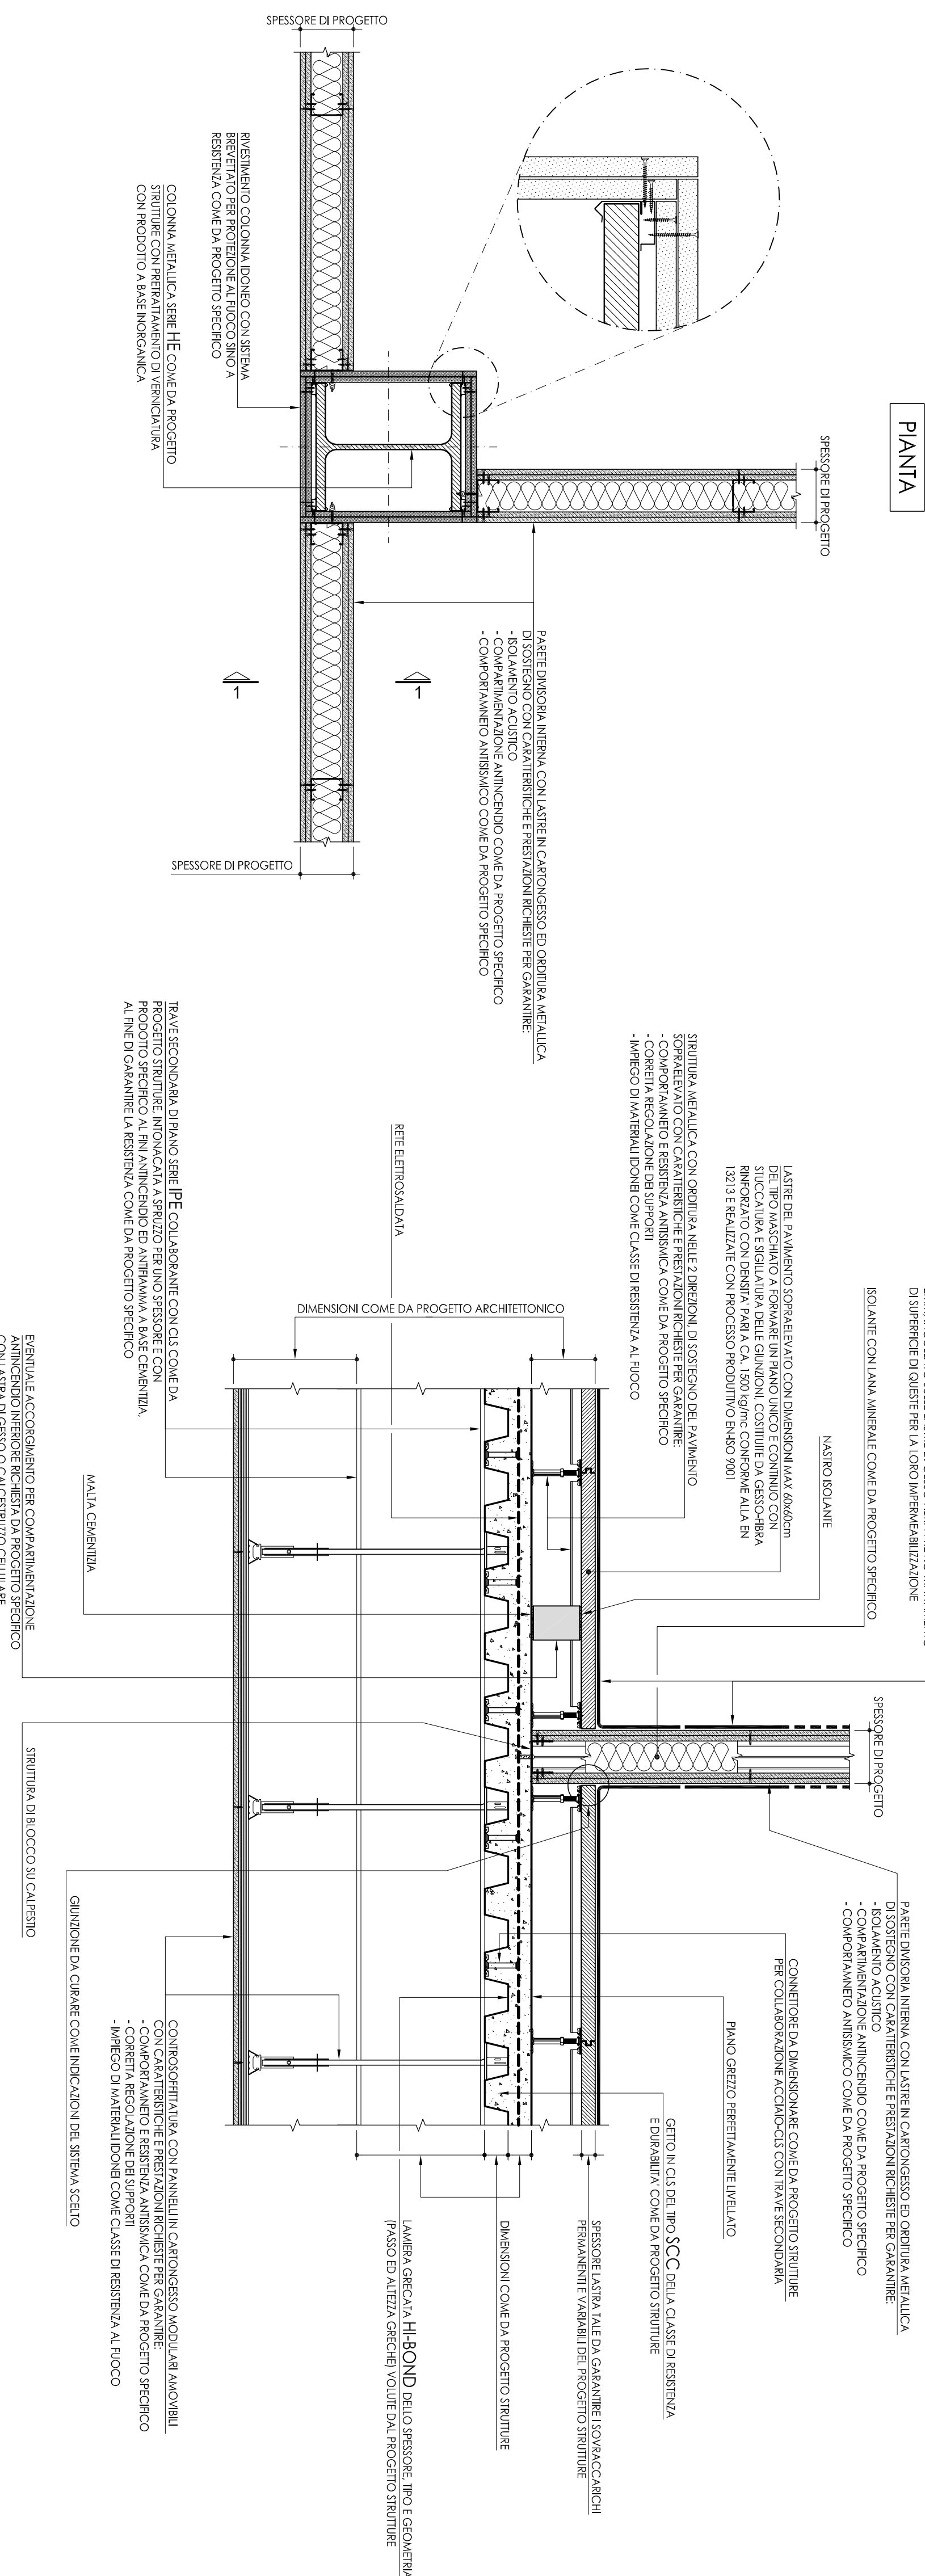 PIANTA
SPESSORE DI PROGETTO
SPESSORE DI PROGETTO
SPESSORE DI PROGETTO
RIVESTIMENTO COLONNA IDONEO CON SISTEMA
BREVETTATO PER PROTEZIONE AL FUOCO SINO A
RESISTENZA COME DA PROGETTO SPECIFICO
COLONNA METALLICA SERIE HE COME DA PROGETTO
STRUTTURE CON PRETRATTAMENTO DI VERNICIATURA
CON PRODOTTO A BASE INORGANICA
1
1
PARETE DIVISORIA INTERNA CON LASTRE IN CARTONGESSO ED ORDITURA METALLICA
DI SOSTEGNO CON CARATTERISTICHE E PRESTAZIONI RICHIESTE PER GARANTIRE:
- ISOLAMENTO ACUSTICO
- COMPARTIMENTAZIONE ANTINCENDIO COME DA PROGETTO SPECIFICO
- COMPORTAMNETO ANTISISMICO COME DA PROGETTO SPECIFICO
DI SUPERFICIE DI QUESTE PER LA LORO IMPERMEABILIZZAZIONE
ISOLANTE CON LANA MINERALE COME DA PROGETTO SPECIFICO
NASTRO ISOLANTE
LASTRE DEL PAVIMENTO SOPRAELEVATO CON DIMENSIONI MAX 60x60cm
DEL TIPO MASCHIATO A FORMARE UN PIANO UNICO E CONTINUO CON
STUCCATURA E SIGILLATURA DELLE GIUNZIONI, COSTITUITE DA GESSO-FIBRA
RINFORZATO CON DENSITA' PARI A CA. 1500 kg/mc CONFORME ALLA EN
13213 E REALIZZATE CON PROCESSO PRODUTTIVO EN-ISO 9001
STRUTTURA METALLICA CON ORDITURA NELLE 2 DIREZIONI, DI SOSTEGNO DEL PAVIMENTO
SOPRAELEVATO CON CARATTERISTICHE E PRESTAZIONI RICHIESTE PER GARANTIRE:
- COMPORTAMNETO E RESISTENZA ANTISISMICA COME DA PROGETTO SPECIFICO
- CORRETTA REGOLAZIONE DEI SUPPORTI
- IMPIEGO DI MATERIALI IDONEI COME CLASSE DI RESISTENZA AL FUOCO
RETE ELETTROSALDATA
DIMENSIONI COME DA PROGETTO ARCHITETTONICO
TRAVE SECONDARIA DI PIANO SERIE IPE COLLABORANTE CON CLS COME DA
PROGETTO STRUTTURE, INTONACATA A SPRUZZO PER UNO SPESSORE E CON
PRODOTTO SPECIFICO AI FINI ANTINCENDIO ED ANTIFIAMMA A BASE CEMENTIZIA,
AL FINE DI GARANTIRE LA RESISTENZA COME DA PROGETTO SPECIFICO
MALTA CEMENTIZIA
EVENTUALE ACCORGIMENTO PER COMPARTIMENTAZIONE
ANTINCENDIO INFERIORE RICHIESTA DA PROGETTO SPECIFICO
CON LASTRA DI GESSO O CALCESTRUZZO CELLULARE
SPESSORE DI PROGETTO
PARETE DIVISORIA INTERNA CON LASTRE IN CARTONGESSO ED ORDITURA METALLICA
DI SOSTEGNO CON CARATTERISTICHE E PRESTAZIONI RICHIESTE PER GARANTIRE:
- ISOLAMENTO ACUSTICO
- COMPARTIMENTAZIONE ANTINCENDIO COME DA PROGETTO SPECIFICO
- COMPORTAMNETO ANTISISMICO COME DA PROGETTO SPECIFICO
CONNETTORE DA DIMENSIONARE COME DA PROGETTO STRUTTURE
PER COLLABORAZIONE ACCIAIO-CLS CON TRAVE SECONDARIA
PIANO GREZZO PERFETTAMENTE LIVELLATO
GETTO IN CLS DEL TIPO SCC DELLA CLASSE DI RESISTENZA
E DURABILITA' COME DA PROGETTO STRUTTURE
SPESSORE LASTRA TALE DA GARANTIRE I SOVRACCARICHI
PERMANENTI E VARIABILI DEL PROGETTO STRUTTURE
DIMENSIONI COME DA PROGETTO STRUTTURE
LAMIERA GRECATA HI-BOND DELLO SPESSORE, TIPO E GEOMETRIA
(PASSO ED ALTEZZA GRECHE) VOLUTE DAL PROGETTO STRUTTURE
STRUTTURA DI BLOCCO SU CALPESTIO
GIUNZIONE DA CURARE COME INDICAZIONI DEL SISTEMA SCELTO
CONTROSOFFITTATURA CON PANNELLI IN CARTONGESSO MODULARI AMOVIBILI
CON CARATTERISTICHE E PRESTAZIONI RICHIESTE PER GARANTIRE:
- COMPORTAMNETO E RESISTENZA ANTISISMICA COME DA PROGETTO SPECIFICO
- CORRETTA REGOLAZIONE DEI SUPPORTI
- IMPIEGO DI MATERIALI IDONEI COME CLASSE DI RESISTENZA AL FUOCO